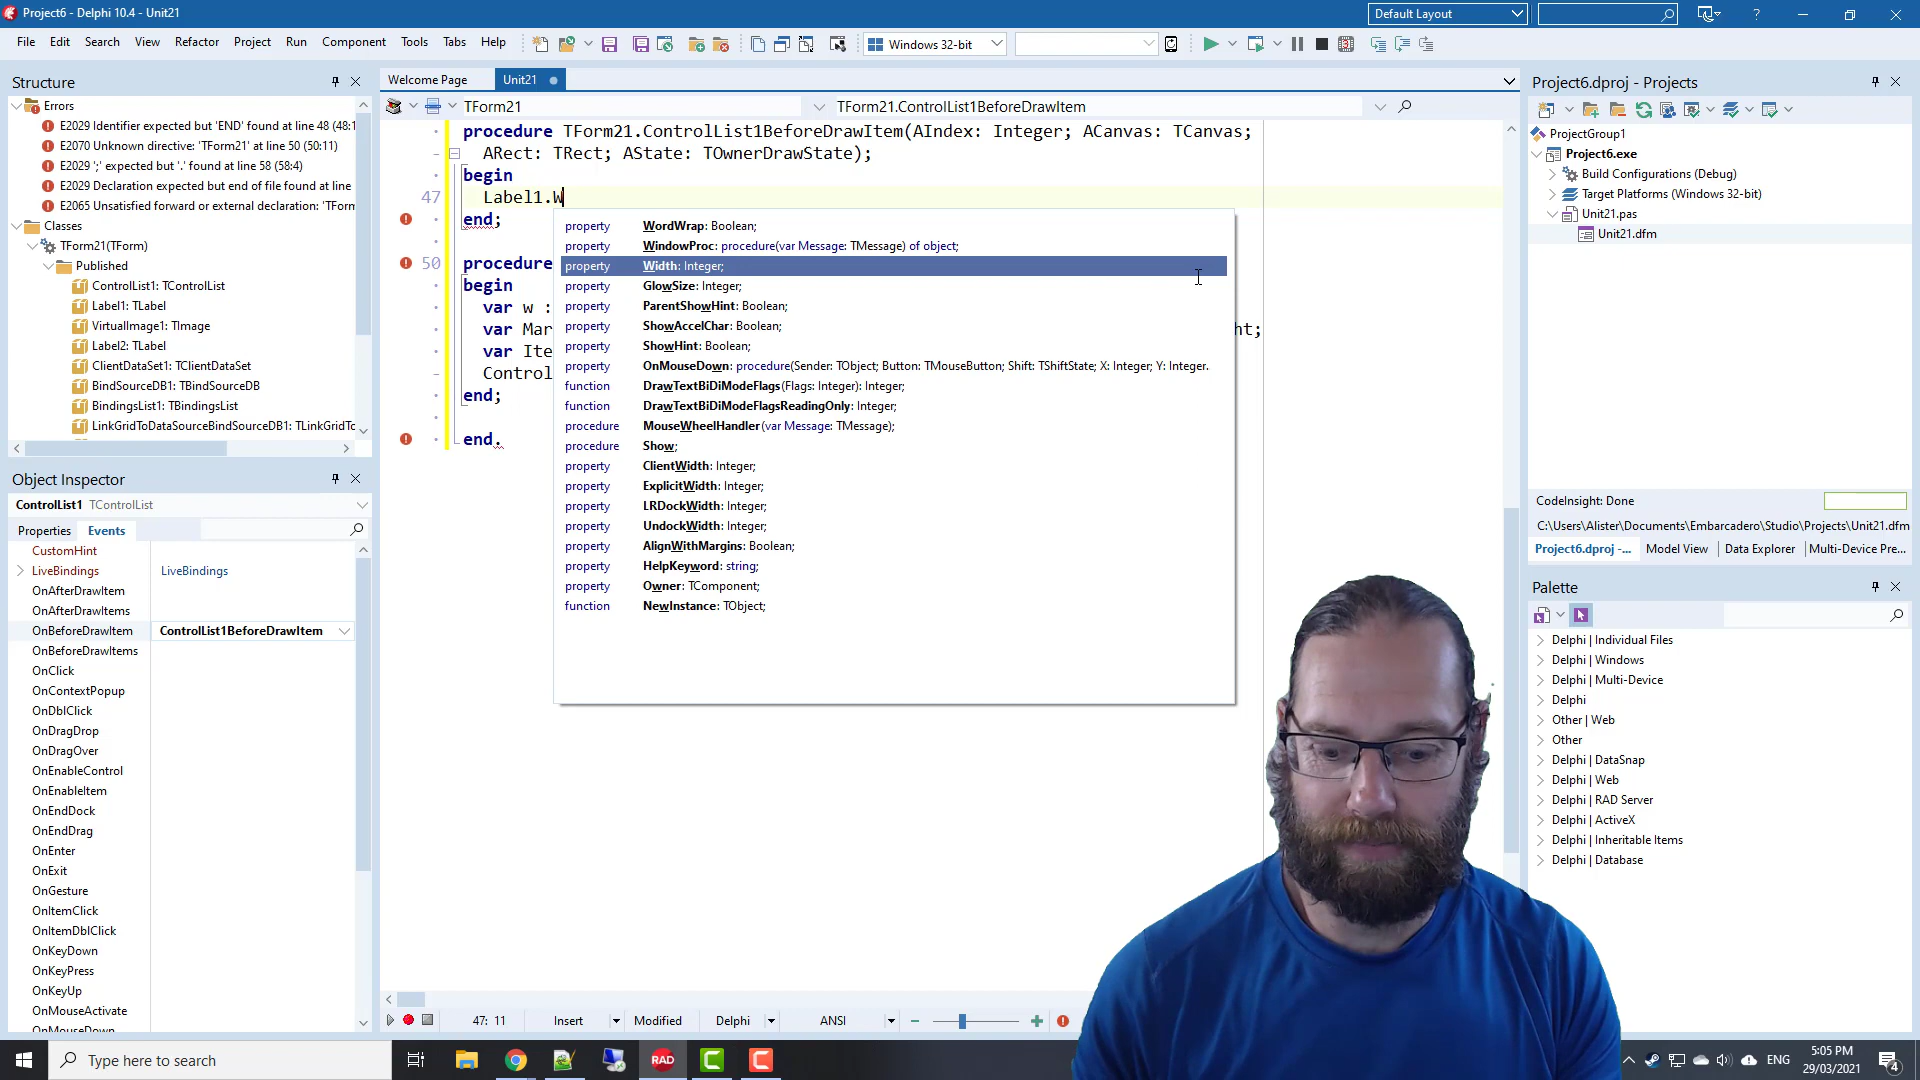 Project6 - Delphi 10.4 - Unit21
Default Layout
File Edit Search View Refactor Project Run Component Tools Tabs Help
Windows 32-bit
Structure
Errors
E2029 Identifier expected but 'END' found at line 48 (48:1
E2070 Unknown directive: 'TForm21' at line 50 (50:11)
E2029 ';' expected but '.' found at line 58 (58:4)
E2029 Declaration expected but end of file found at line
E2065 Unsatisfied forward or external declaration: 'TForm
Classes
TForm21(TForm)
Published
ControlList1: TControlList
Label1: TLabel
VirtualImage1: TImage
Label2: TLabel
ClientDataSet1: TClientDataSet
BindSourceDB1: TBindSourceDB
BindingsList1: TBindingsList
LinkGridToDataSourceBindSourceDB1: TLinkGridTo
Object Inspector
ControlList1 TControlList
Properties Events
CustomHint
LiveBindings LiveBindings
OnAfterDrawItem
OnAfterDrawItems
OnBeforeDrawItem ControlList1BeforeDrawItem
OnBeforeDrawItems
OnClick
OnContextPopup
OnDblClick
OnDragDrop
OnDragOver
OnEnableControl
OnEnableItem
OnEndDock
OnEndDrag
OnEnter
OnExit
OnGesture
OnItemClick
OnItemDblClick
OnKeyDown
OnKeyPress
OnKeyUp
OnMouseActivate
OnMouseDown
Welcome Page Unit21
TForm21 TForm21.ControlList1BeforeDrawItem
procedure TForm21.ControlList1BeforeDrawItem(AIndex: Integer; ACanvas: TCanvas;
ARect: TRect; AState: TOwnerDrawState);
begin
47 Label1.W
end;
50 procedure
begin
var w :
var Mar ht;
var Ite
Control
end;
end.
property WordWrap: Boolean;
property WindowProc: procedure(var Message: TMessage) of object;
property Width: Integer;
property GlowSize: Integer;
property ParentShowHint: Boolean;
property ShowAccelChar: Boolean;
property ShowHint: Boolean;
property OnMouseDown: procedure(Sender: TObject; Button: TMouseButton; Shift: TShiftState; X: Integer; Y: Integer.
function DrawTextBiDiModeFlags(Flags: Integer): Integer;
function DrawTextBiDiModeFlagsReadingOnly: Integer;
procedure MouseWheelHandler(var Message: TMessage);
procedure Show;
property ClientWidth: Integer;
property ExplicitWidth: Integer;
property LRDockWidth: Integer;
property UndockWidth: Integer;
property AlignWithMargins: Boolean;
property HelpKeyword: string;
property Owner: TComponent;
function NewInstance: TObject;
47: 11 Insert Modified Delphi ANSI
Project6.dproj - Projects
ProjectGroup1
Project6.exe
Build Configurations (Debug)
Target Platforms (Windows 32-bit)
Unit21.pas
Unit21.dfm
CodeInsight: Done
C:\Users\Alister\Documents\Embarcadero\Studio\Projects\Unit21.dfm
Project6.dproj -... Model View Data Explorer Multi-Device Pre...
Palette
Delphi | Individual Files
Delphi | Windows
Delphi | Multi-Device
Delphi
Other | Web
Other
Delphi | DataSnap
Delphi | Web
Delphi | RAD Server
Delphi | ActiveX
Delphi | Inheritable Items
Delphi | Database
Type here to search
RAD
ENG
5:05 PM
29/03/2021
4